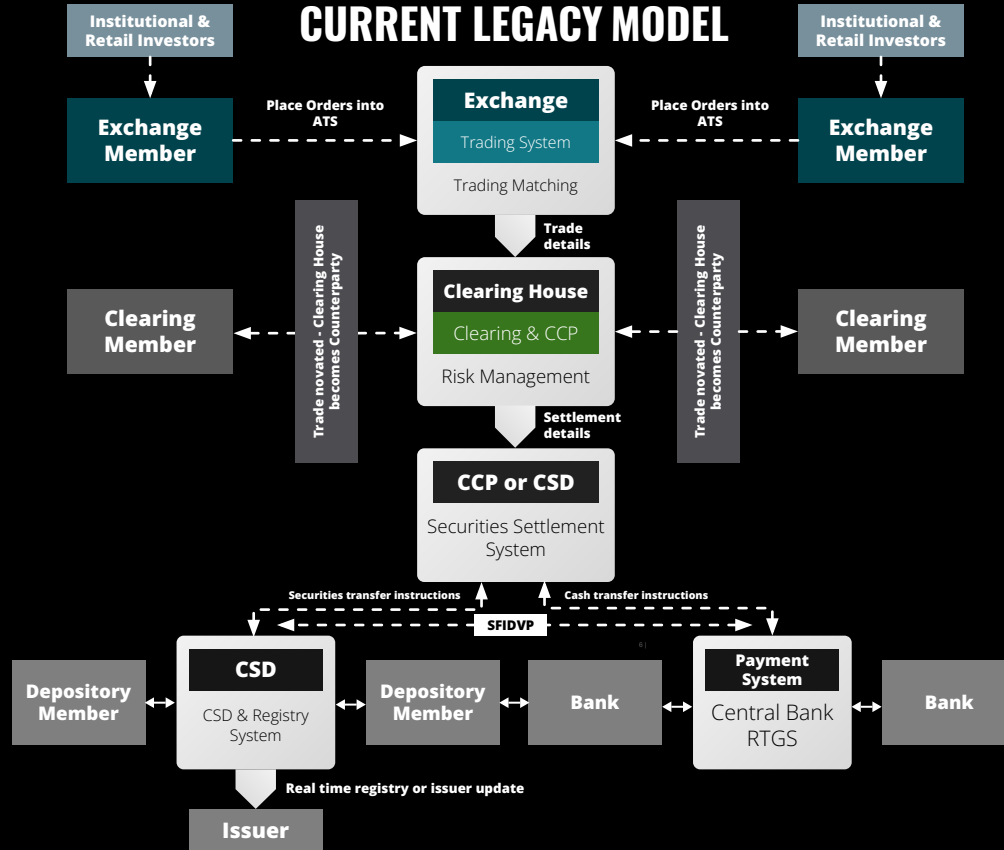 CURRENT LEGACY MODEL
Institutional &
Retail Investors
Institutional &
Retail Investors
Exchange
Member
Place Orders into
ATS
Exchange
Trading System
Trading Matching
Place Orders into
ATS
Exchange
Member
Trade
details
Trade novated - Clearing House
becomes Counterparty
Trade novated - Clearing House
becomes Counterparty
Clearing
Member
Clearing House
Clearing & CCP
Risk Management
Clearing
Member
Settlement
details
CCP or CSD
Securities Settlement
System
Securities transfer instructions
Cash transfer instructions
SFIDVP
6 |
Depository
Member
CSD
CSD & Registry
System
Depository
Member
Bank
Payment
System
Central Bank
RTGS
Bank
Real time registry or issuer update
Issuer